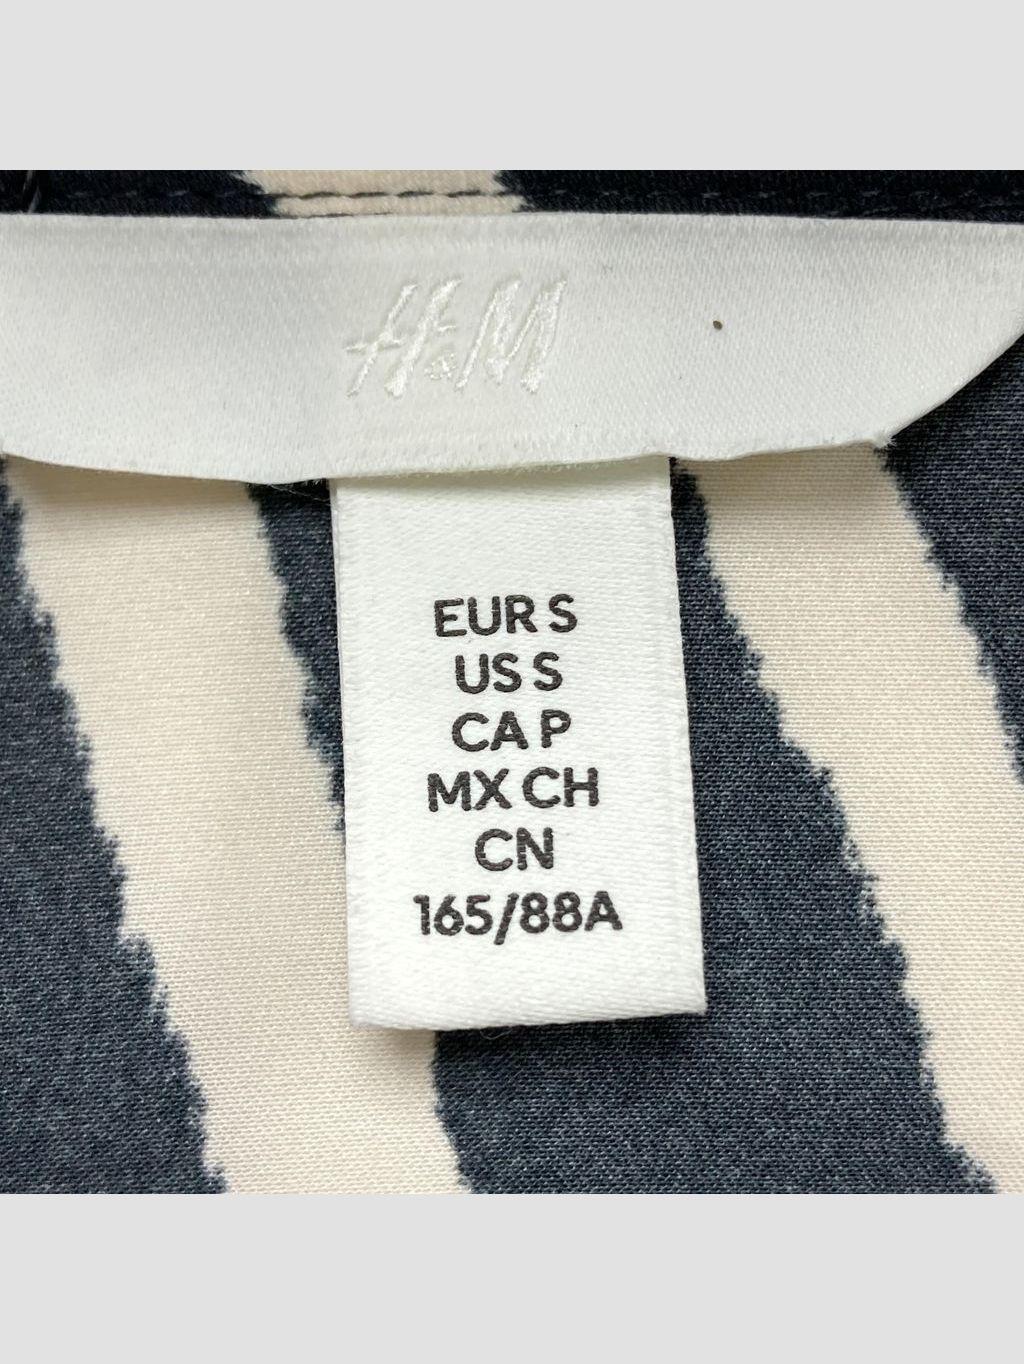 H&M
EUR S
US S
CA P
MX CH
CN
165/88A